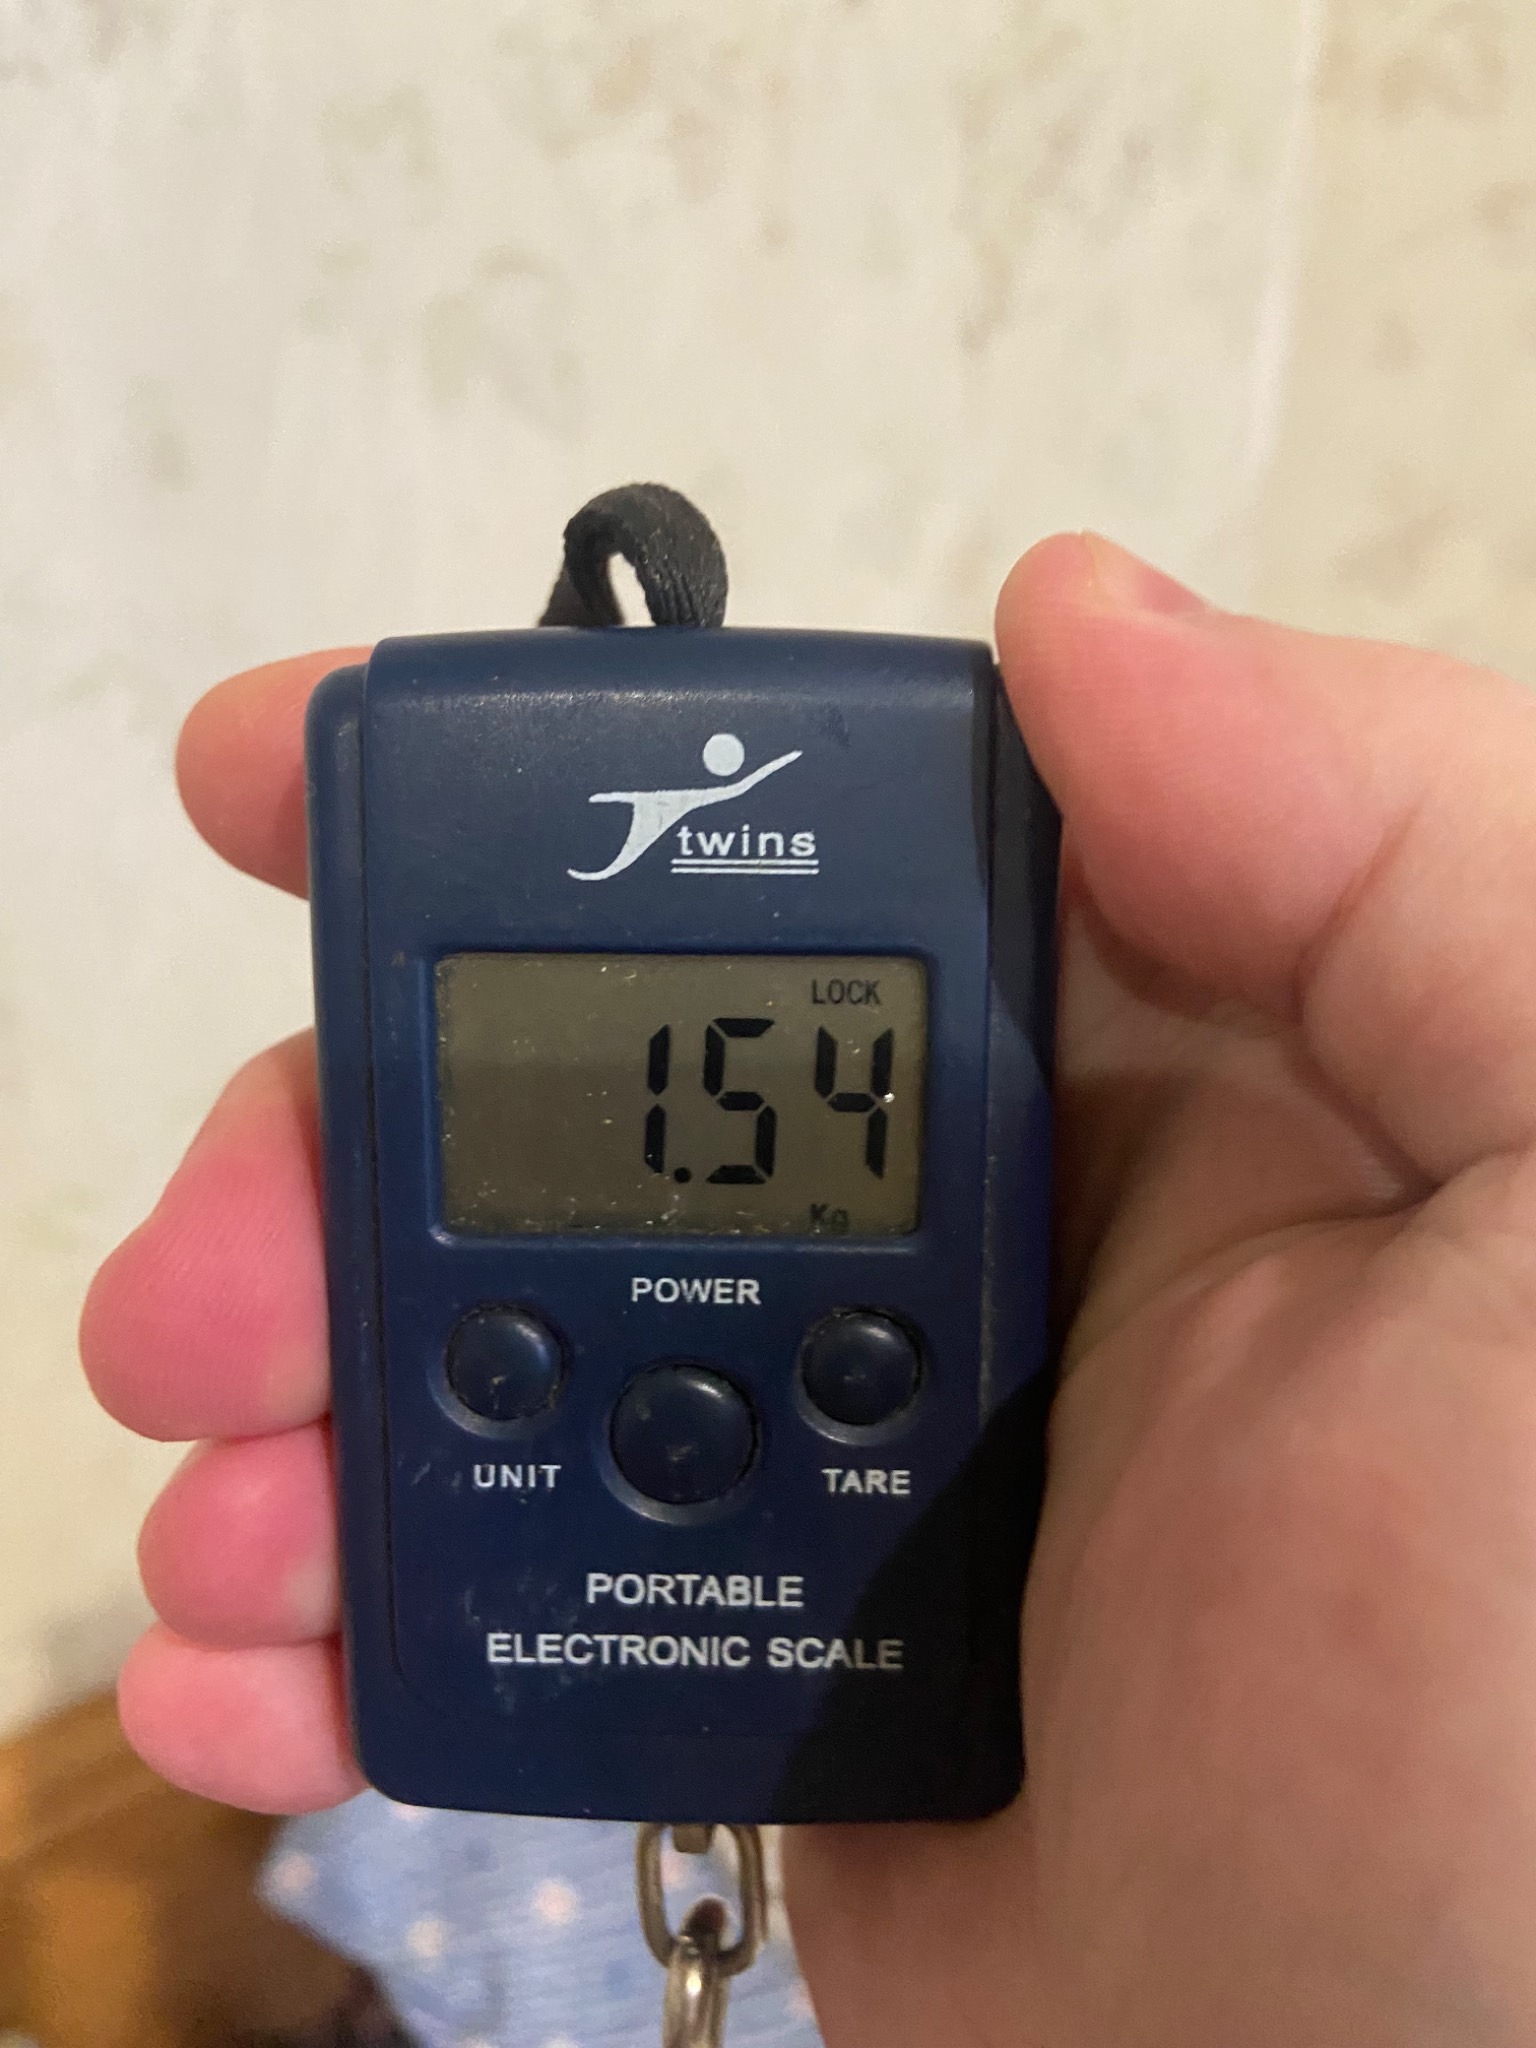 twins
LOCK
1.54
Kg
POWER
UNIT
TARE
PORTABLE
ELECTRONIC SCALE